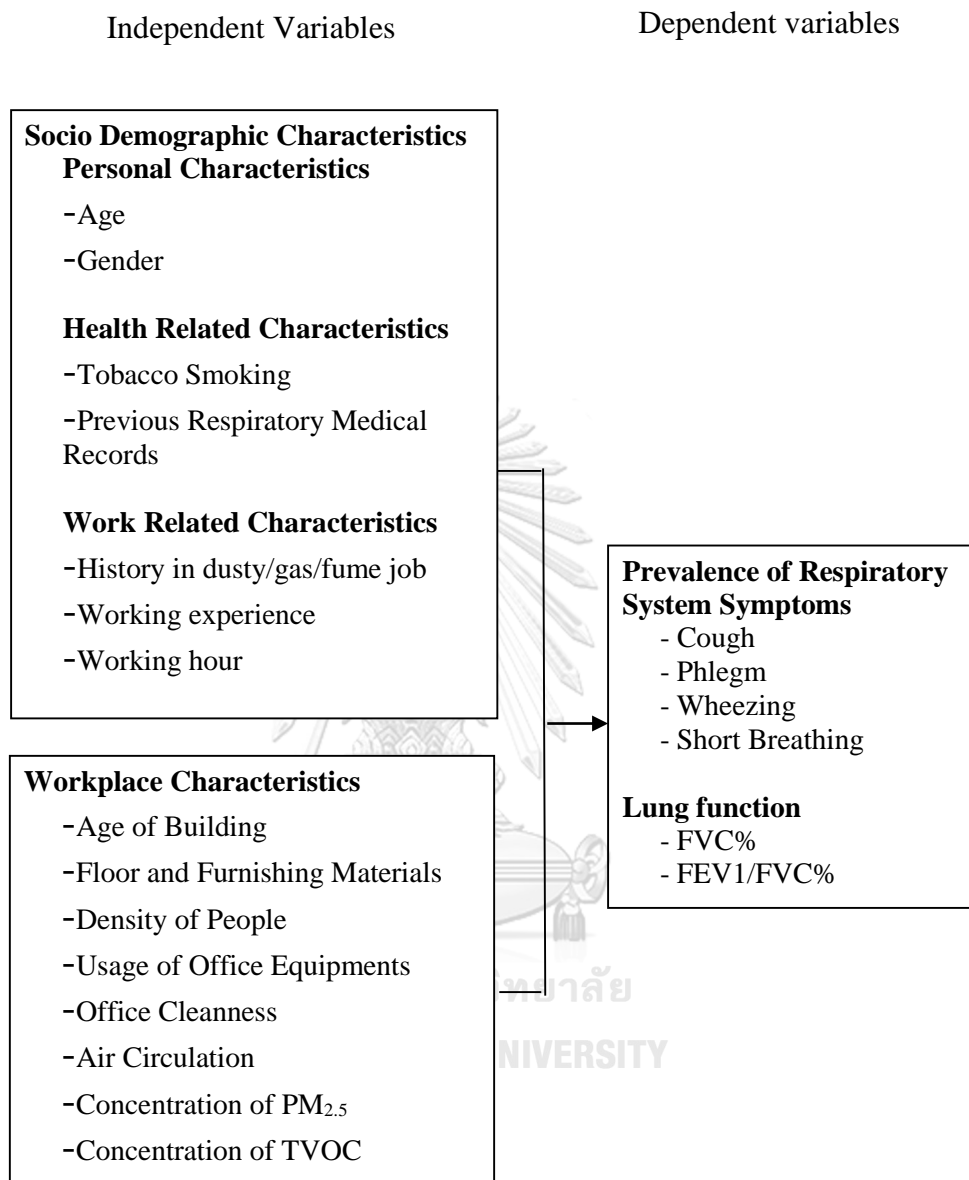 Independent Variables
Dependent variables
Socio Demographic Characteristics
Personal Characteristics
-Age
-Gender
Health Related Characteristics
-Tobacco Smoking
-Previous Respiratory Medical
Records
Work Related Characteristics
-History in dusty/gas/fume job
-Working experience
-Working hour
Workplace Characteristics
-Age of Building
-Floor and Furnishing Materials
-Density of People
-Usage of Office Equipments
-Office Cleanness
-Air Circulation
-Concentration of PM2.5
-Concentration of TVOC
Prevalence of Respiratory
System Symptoms
- Cough
- Phlegm
- Wheezing
- Short Breathing
Lung function
- FVC%
- FEV1/FVC%
NIVERSITY